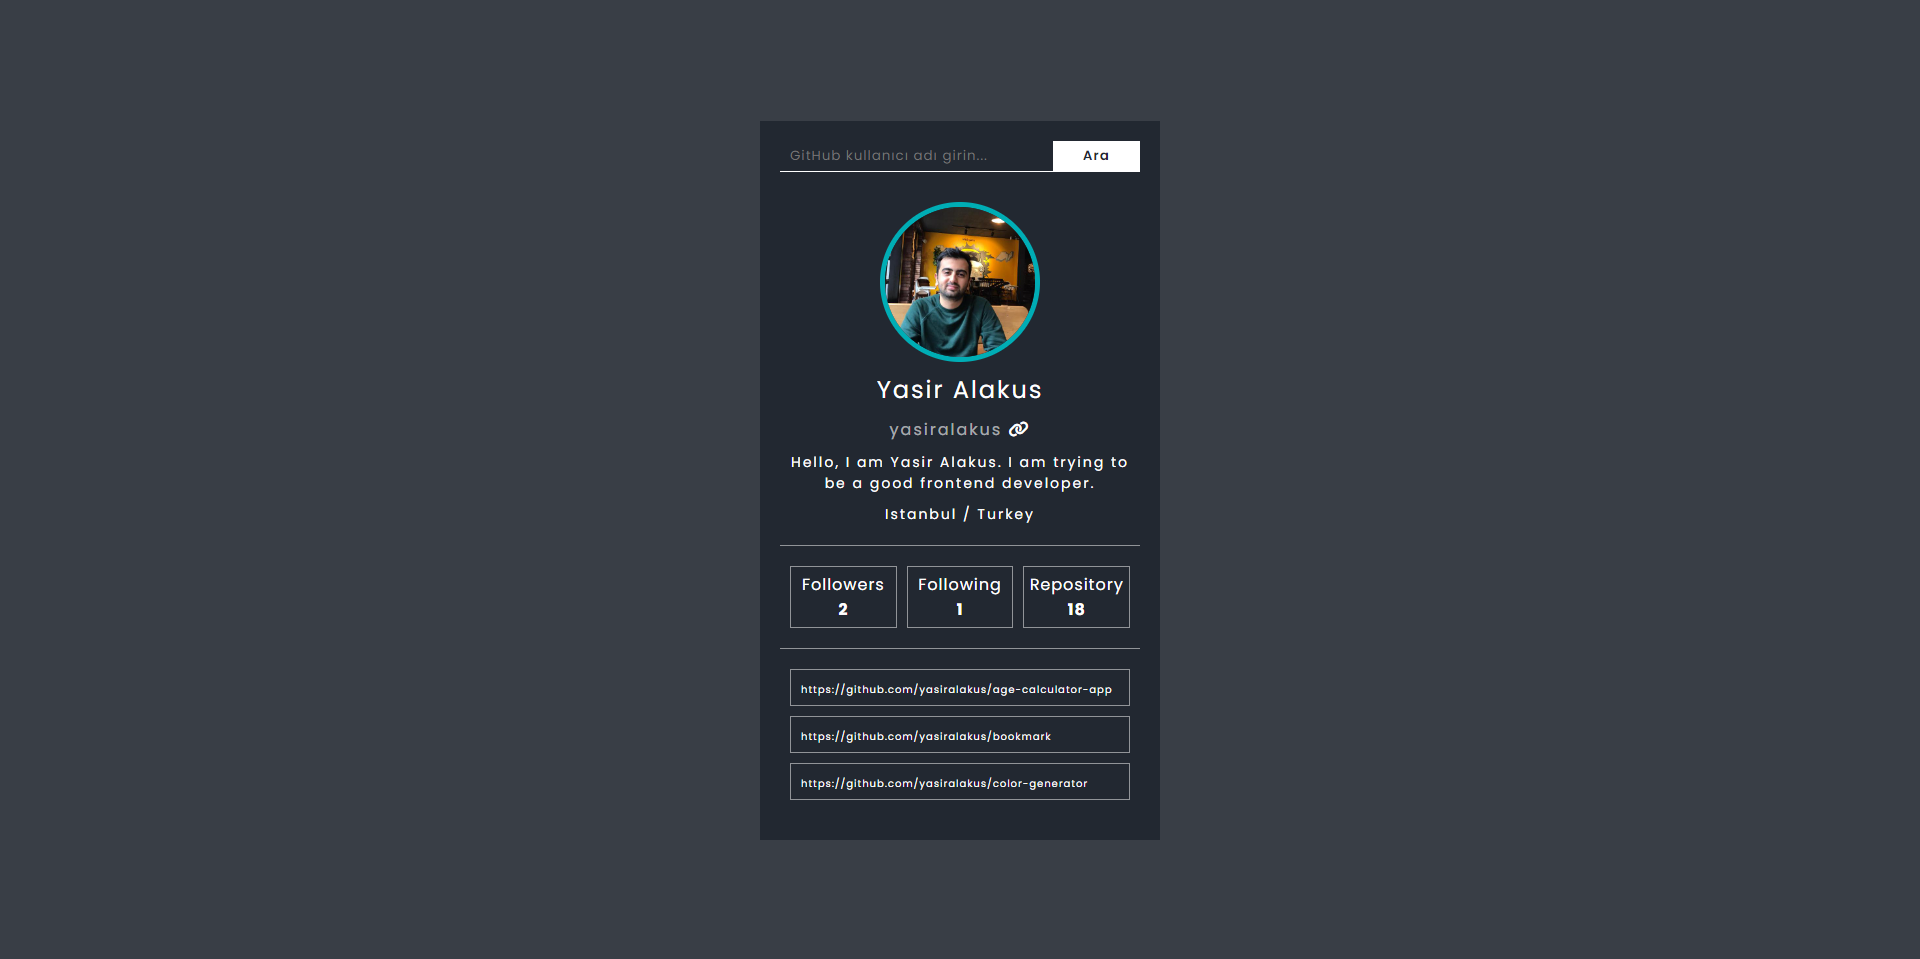 GitHub kullanıcı adı girin...
Ara
Yasir Alakus
yasiralakus
Hello, I am Yasir Alakus. I am trying to
be a good frontend developer.
Istanbul / Turkey
Followers
2
Following
1
Repository
18
https://github.com/yasiralakus/age-calculator-app
https://github.com/yasiralakus/bookmark
https://github.com/yasiralakus/color-generator